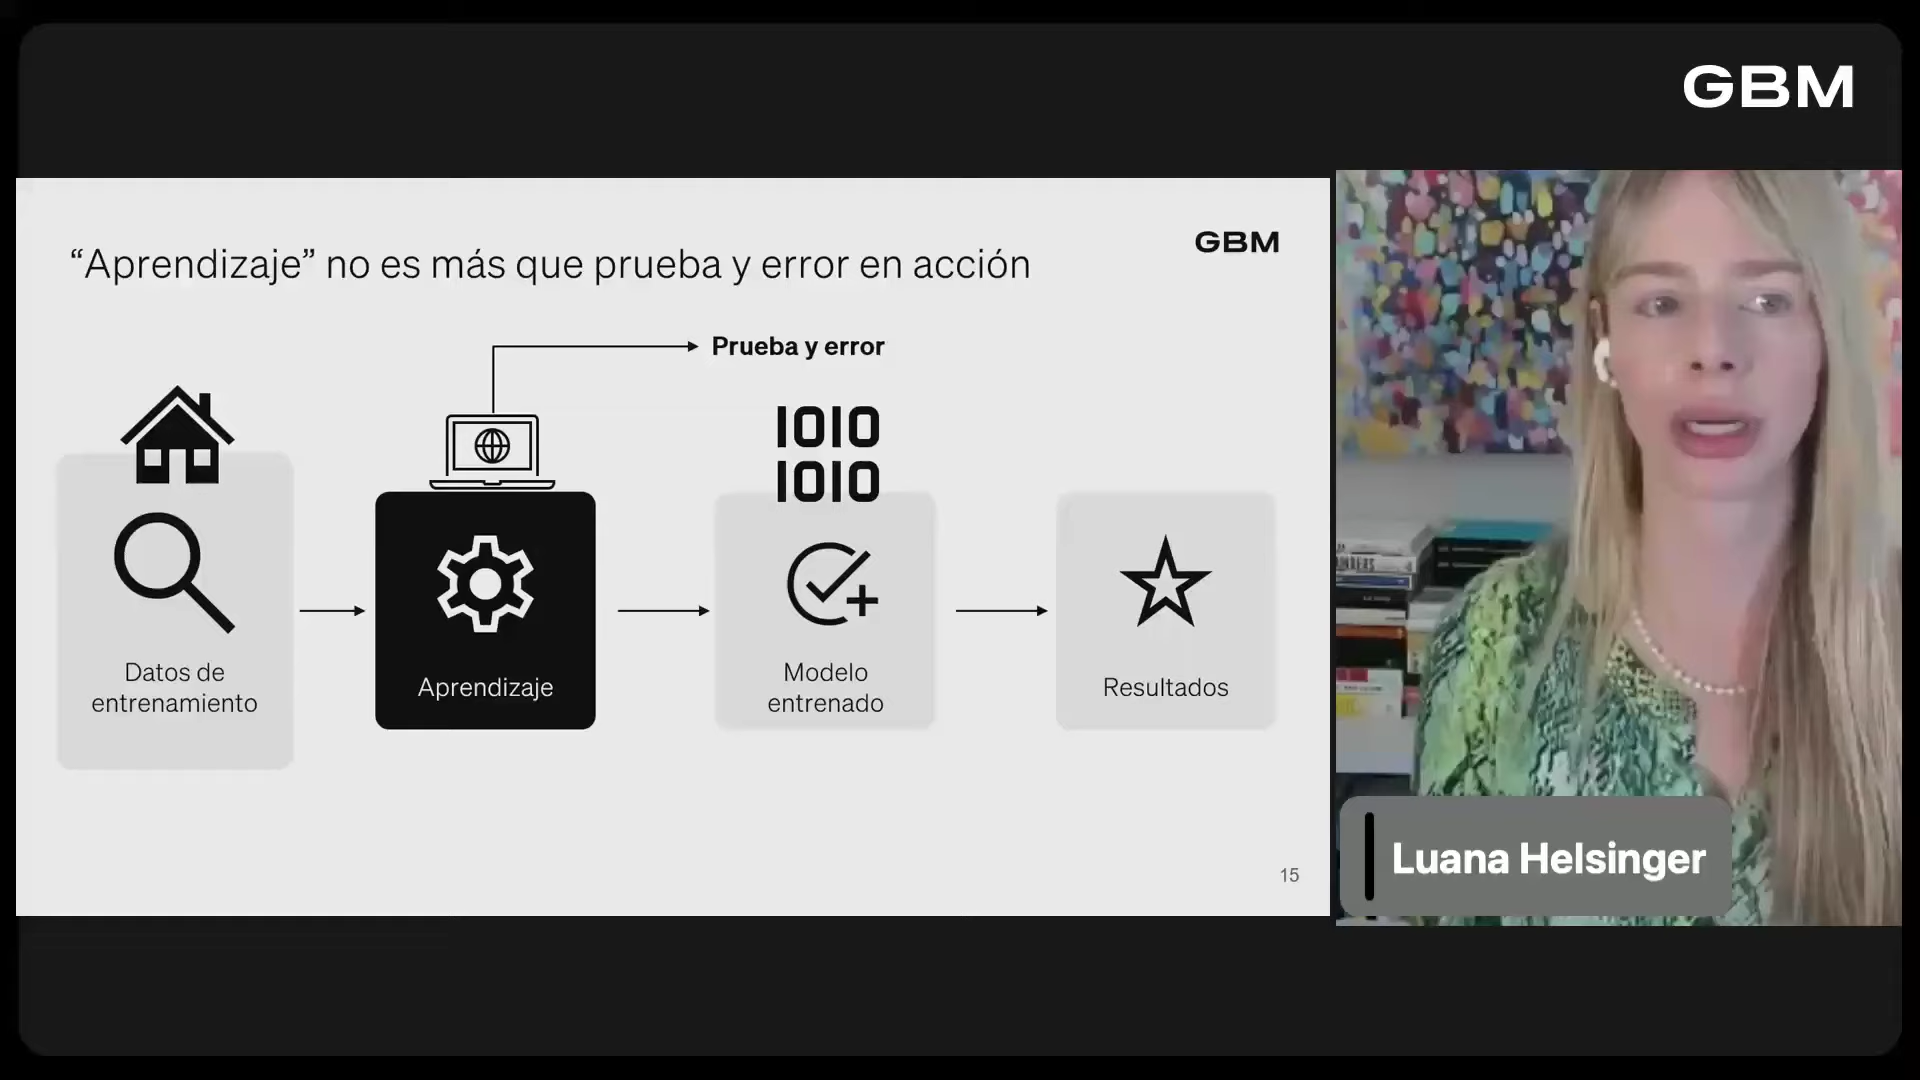 GBM
GBM
“Aprendizaje” no es más que prueba y error en acción
Prueba y error
1010
1010
Datos de
entrenamiento
Aprendizaje
Modelo
entrenado
Resultados
15
Luana Helsinger